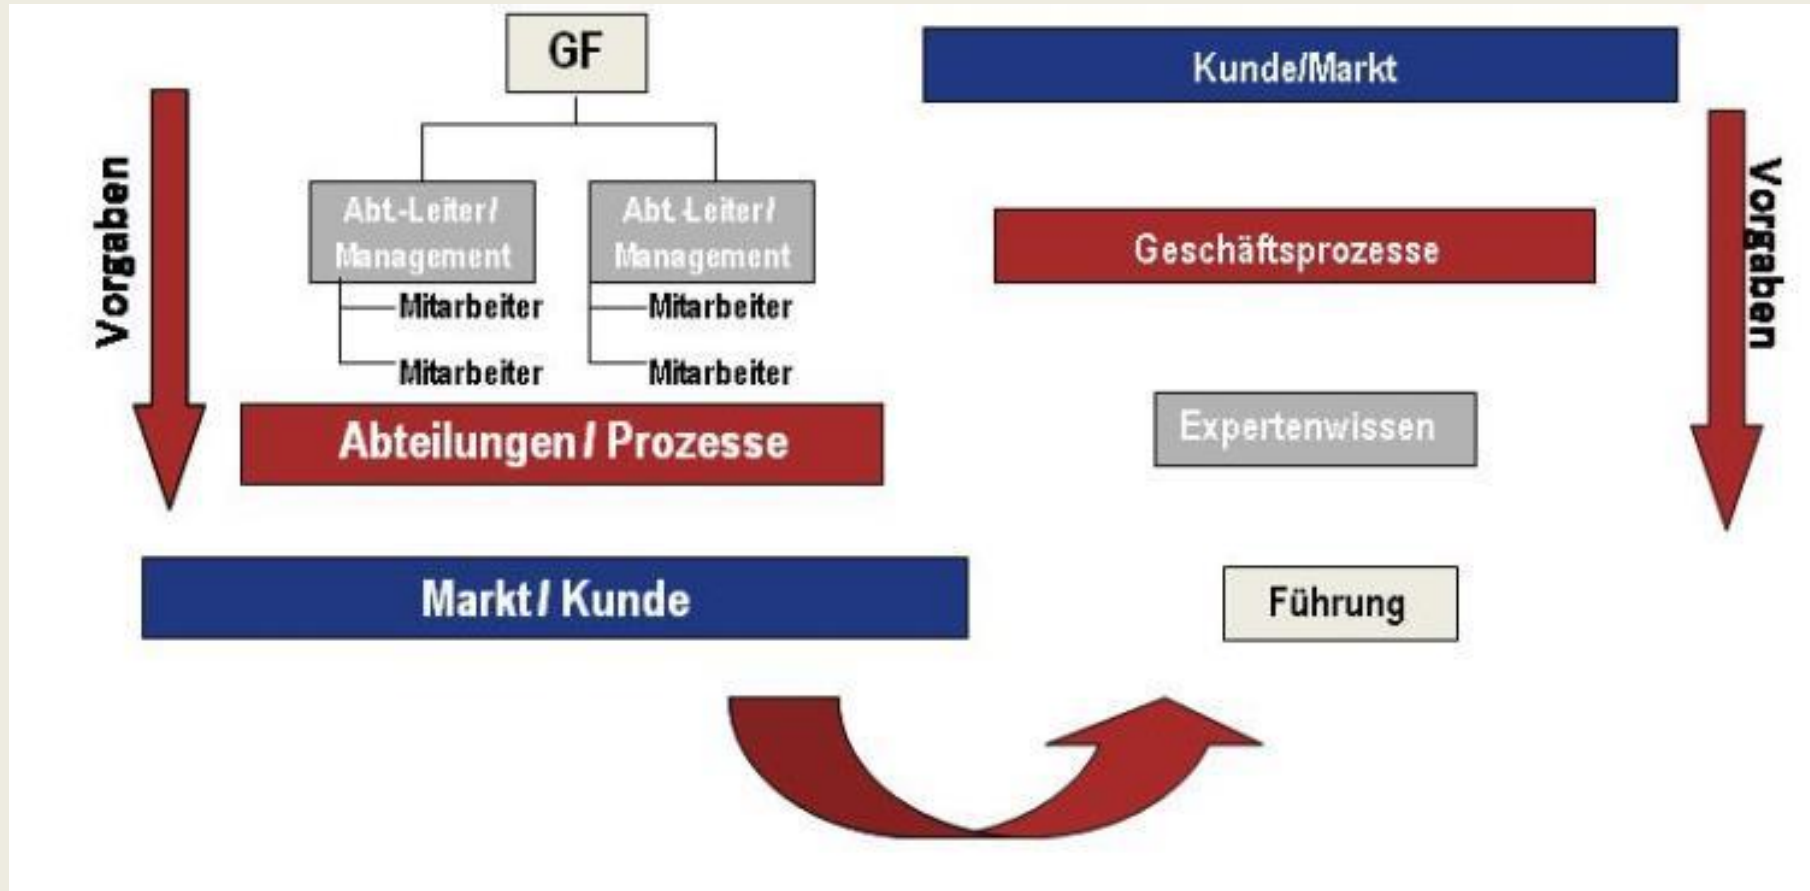 GF
Vorgaben
Abt.-Leiter/
Management
Mitarbeiter
Mitarbeiter
Abt.-Leiter/
Management
Mitarbeiter
Mitarbeiter
Abteilungen / Prozesse
Markt / Kunde
Kunde/Markt
Geschäftsprozesse
Expertenwissen
Führung
Vorgaben